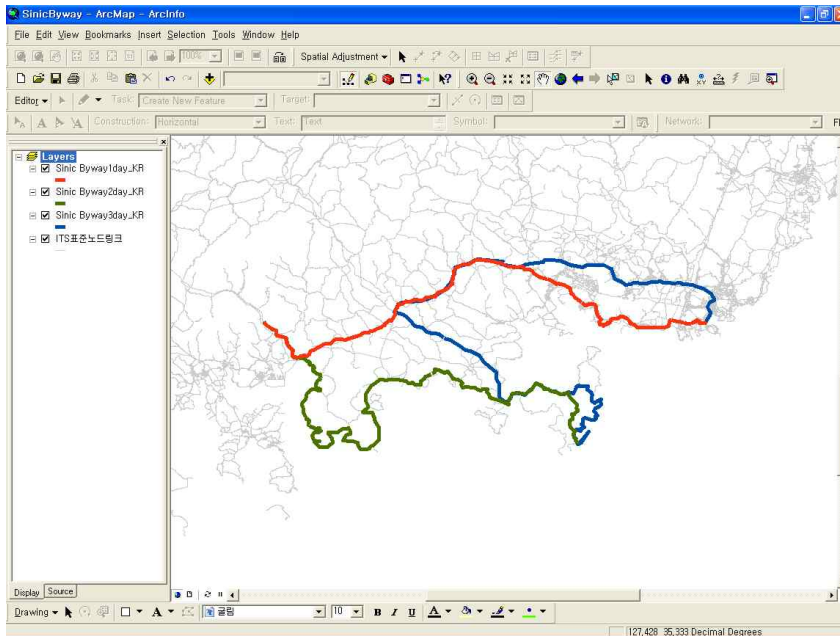 SinicByway - ArcMap - ArcInfo
File Edit View Bookmarks Insert Selection Tools Window Help
100% Spatial Adjustment
Editor Task: Create New Feature Target:
Construction: Horizontal Text: Text Symbol: Network: Fl
Layers
Sinic Byway1day_KR
Sinic Byway2day_KR
Sinic Byway3day_KR
ITS표준노드링크
Display Source
Drawing A 굴림 10 B I U A
127,428 35,333 Decimal Degrees